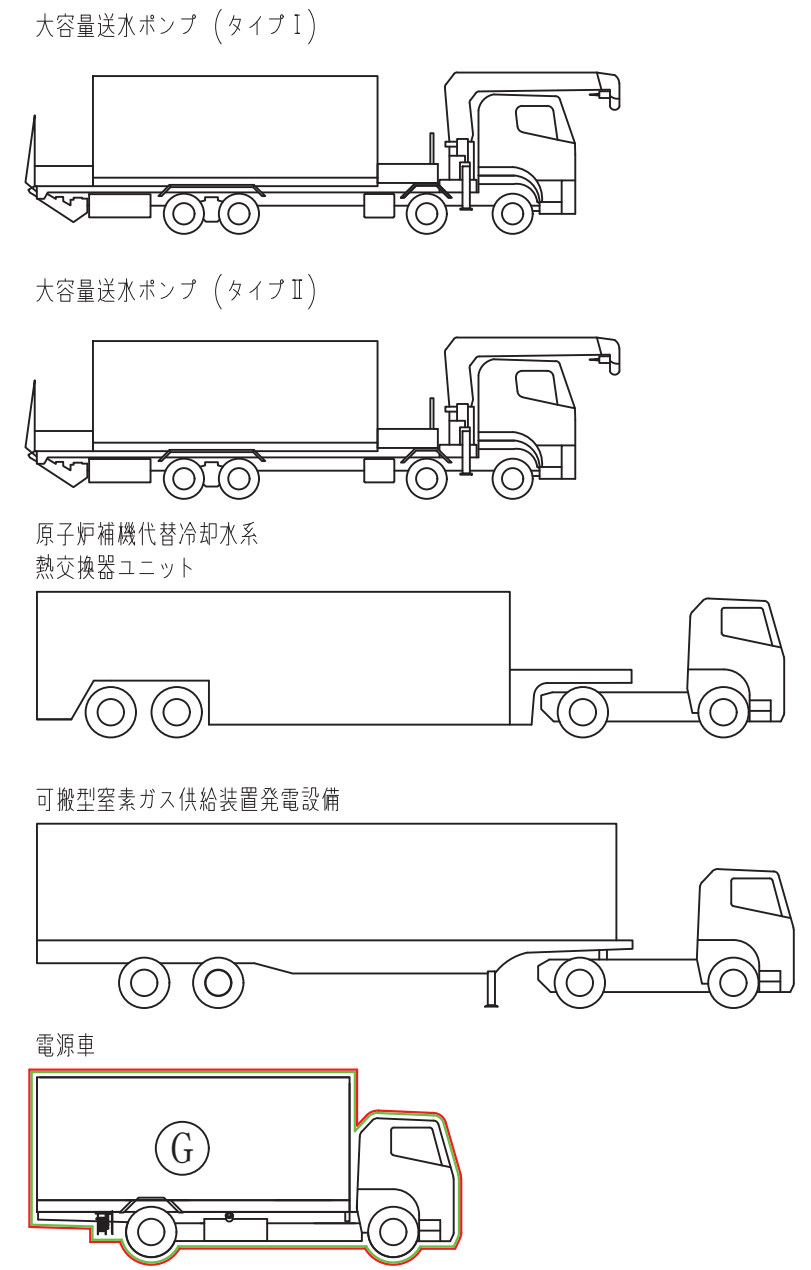 大容量送水ポンプ（タイプⅠ）
大容量送水ポンプ（タイプⅡ）
原子炉補機代替冷却水系
熱交換器ユニット
可搬型窒素ガス供給装置発電設備
電源車
G